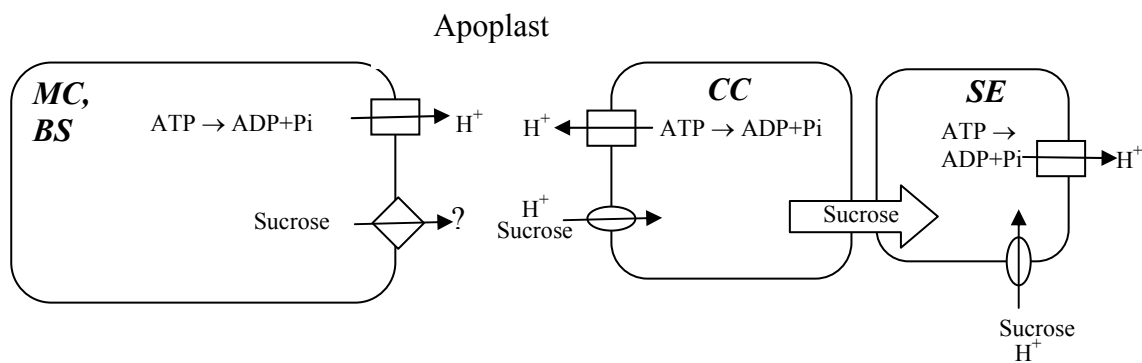 Apoplast
MC,
BS
ATP → ADP+Pi
H⁺
Sucrose
?
CC
H⁺
ATP → ADP+Pi
H⁺
Sucrose
Sucrose
SE
ATP →
ADP+Pi
H⁺
Sucrose
H⁺